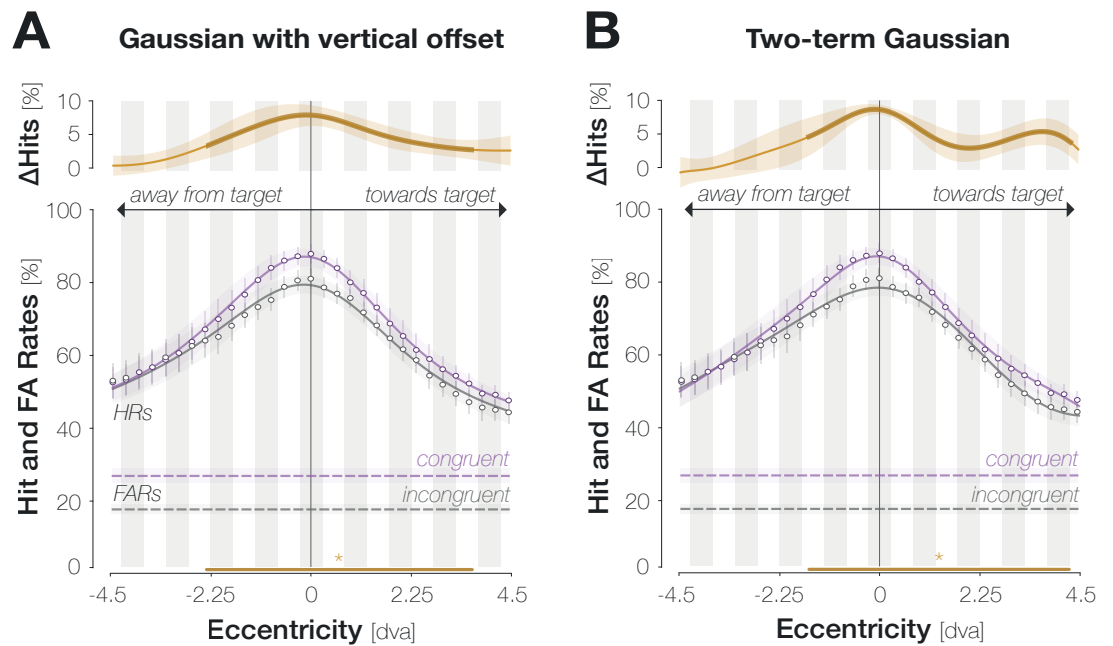 A
Gaussian with vertical offset
ΔHits [%]
10
5
0
away from target
towards target
Hit and FA Rates [%]
100
80
60
40
20
0
HRs
congruent
FARs
incongruent
*
-4.5
-2.25
0
2.25
4.5
Eccentricity [dva]
B
Two-term Gaussian
ΔHits [%]
10
5
0
away from target
towards target
Hit and FA Rates [%]
100
80
60
40
20
0
congruent
incongruent
*
-4.5
-2.25
0
2.25
4.5
Eccentricity [dva]